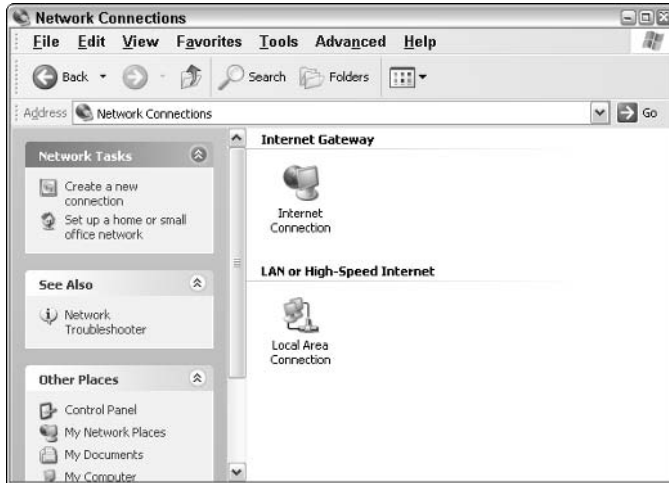 Network Connections
File Edit View Favorites Tools Advanced Help
Back Search Folders
Address Network Connections Go
Network Tasks
Create a new
connection
Set up a home or small
office network
See Also
Network
Troubleshooter
Other Places
Control Panel
My Network Places
My Documents
My Computer
Internet Gateway
Internet
Connection
LAN or High-Speed Internet
Local Area
Connection